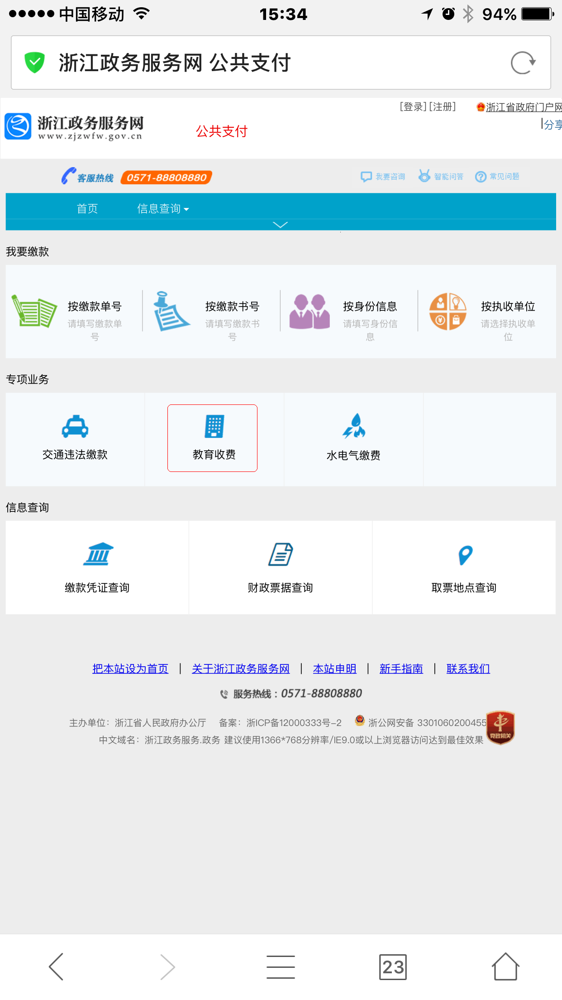 中国移动 15:34 94%
浙江政务服务网 公共支付
[登录] [注册] 浙江省政府门户网
浙江政务服务网
www.zjzwfw.gov.cn
公共支付
分享
客服热线 0571-88808880 我要咨询 智能问答 常见问题
首页 信息查询
我要缴款
按缴款单号 按缴款书号 按身份信息 按执收单位
请填写缴款单号 请填写缴款书号 请填写身份信息 请选择执收单位
专项业务
交通违法缴款 教育收费 水电气缴费
信息查询
缴款凭证查询 财政票据查询 取票地点查询
把本站设为首页 | 关于浙江政务服务网 | 本站申明 | 新手指南 | 联系我们
服务热线：0571-88808880
主办单位：浙江省人民政府办公厅 备案：浙ICP备12000333号-2 浙公网安备 3301060200455
党政机关
中文域名：浙江政务服务.政务 建议使用1366*768分辨率/IE9.0或以上浏览器访问达到最佳效果
23